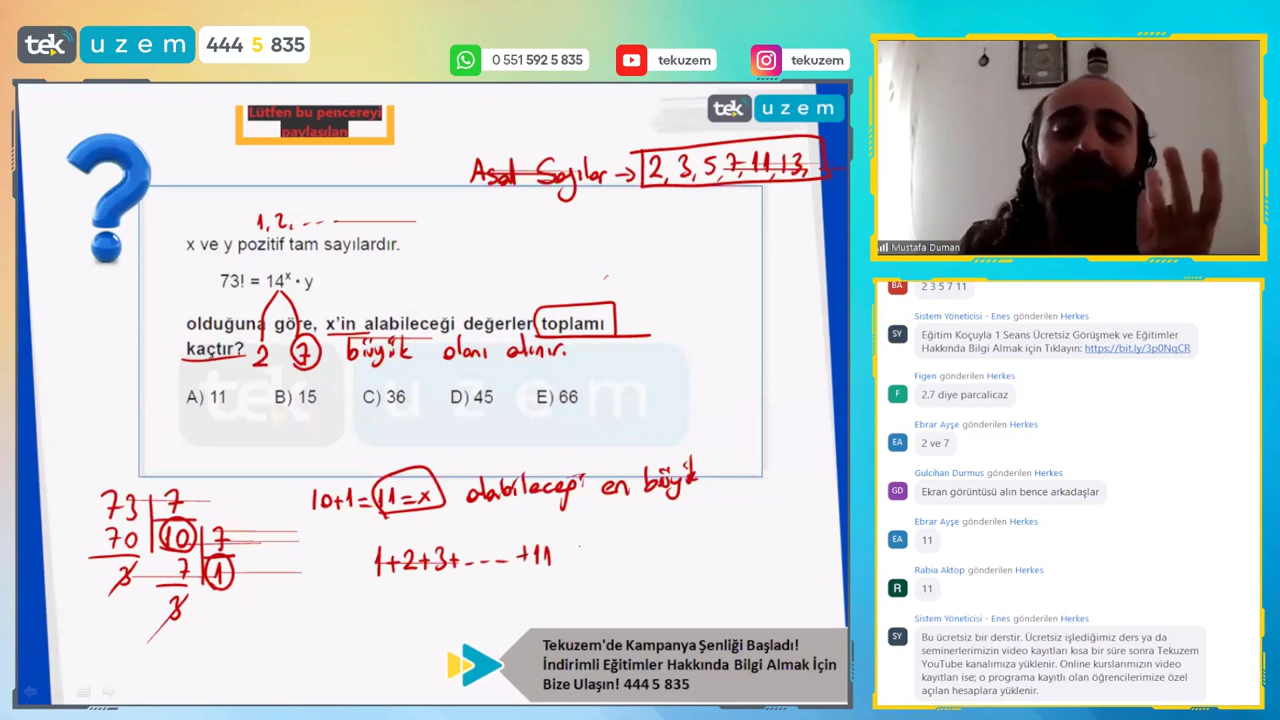 tek uzem 444 5 835
0 551 592 5 835 tekuzem tekuzem
Lütfen bu pencereyi
paylaşılan
tek uzem
Asal Sayılar → 2, 3, 5, 7, 11, 13,
1, 2, ...
x ve y pozitif tam sayılardır.
73! = 14ˣ · y
olduğuna göre, x'in alabileceği değerler toplamı
kaçtır? 2 7 büyük olanı alınır.
A) 11 B) 15 C) 36 D) 45 E) 66
tek uzem
73 7
70 10 7
3 7 1
3
10+1=11=x alabileceği en büyük
1+2+3+.....+11
Tekuzem'de Kampanya Şenliği Başladı!
İndirimli Eğitimler Hakkında Bilgi Almak İçin
Bize Ulaşın! 444 5 835
Mustafa Duman
BA
2 3 5 7 11
Sistem Yöneticisi - Enes gönderilen Herkes
SY
Eğitim Koçuyla 1 Seans Ücretsiz Görüşmek ve Eğitimler
Hakkında Bilgi Almak için Tıklayın: https://bit.ly/3p0NqCR
Figen gönderilen Herkes
F
2.7 diye parcalicaz
Ebrar Ayşe gönderilen Herkes
EA
2 ve 7
Gulcihan Durmus gönderilen Herkes
GD
Ekran görüntüsü alın bence arkadaşlar
Ebrar Ayşe gönderilen Herkes
EA
11
Rabia Aktop gönderilen Herkes
R
11
Sistem Yöneticisi - Enes gönderilen Herkes
SY
Bu ücretsiz bir derstir. Ücretsiz işlediğimiz ders ya da
seminerlerimizin video kayıtları kısa bir süre sonra Tekuzem
YouTube kanalımıza yüklenir. Online kurslarımızın video
kayıtları ise; o programa kayıtlı olan öğrencilerimize özel
açılan hesaplara yüklenir.